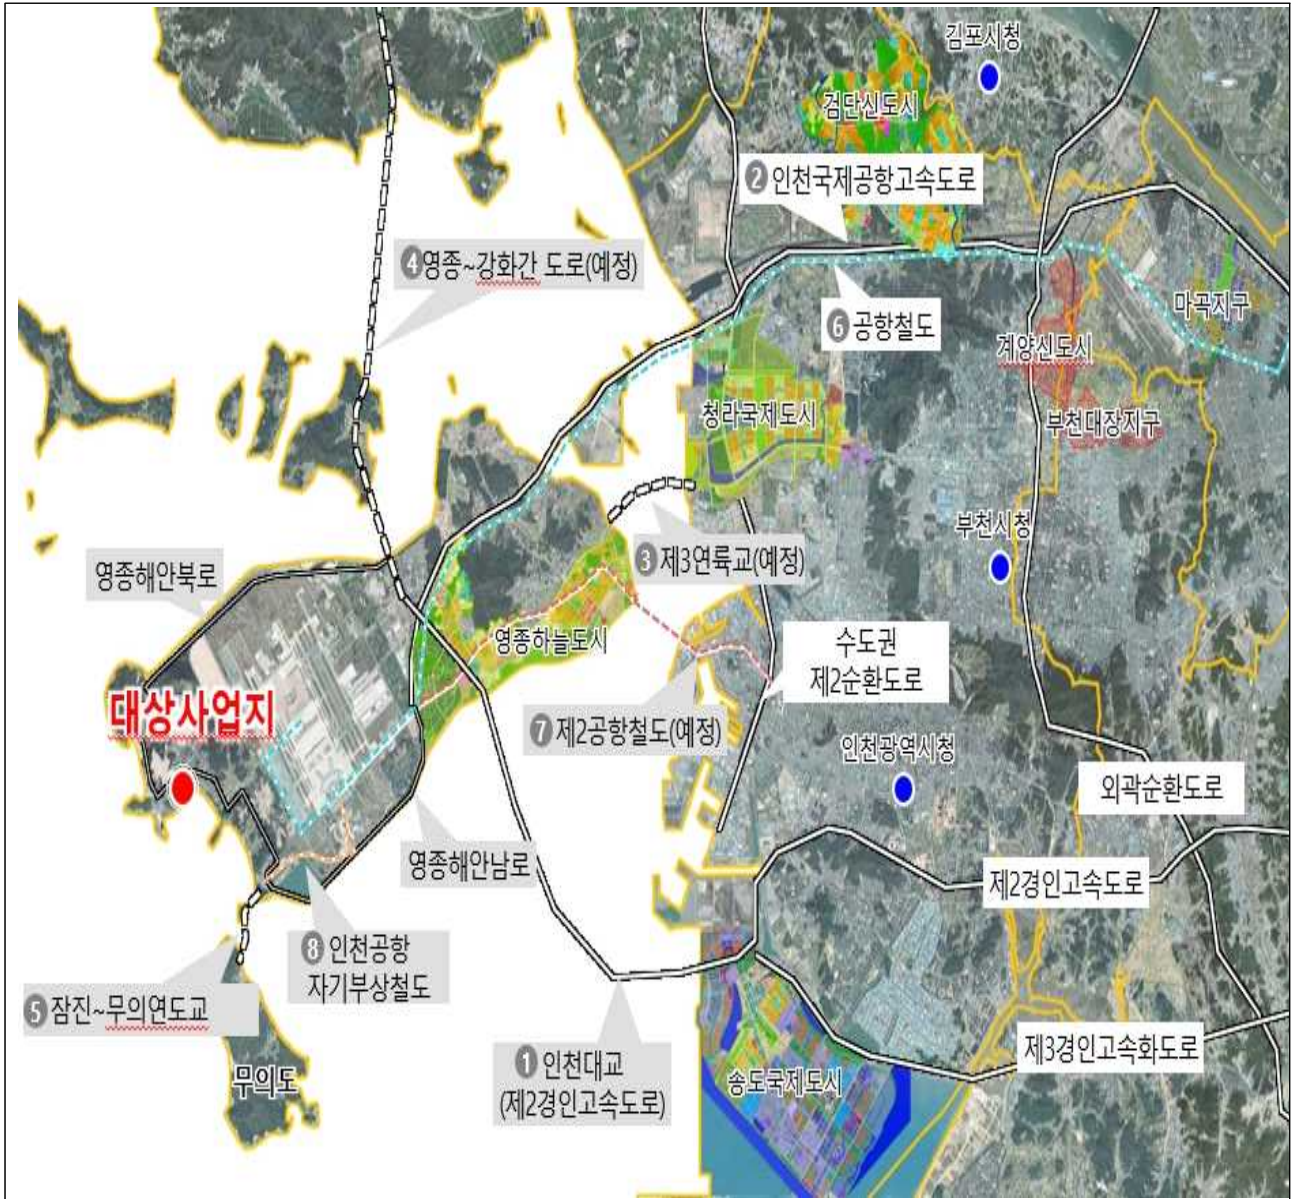 김포시청
검단신도시
② 인천국제공항고속도로
④ 영종~강화간 도로(예정)
마곡지구
⑥ 공항철도
계양신도시
청라국제도시
부천대장지구
부천시청
③ 제3연륙교(예정)
영종해안북로
영종하늘도시
수도권
제2순환도로
대상사업지
⑦ 제2공항철도(예정)
인천광역시청
외곽순환도로
영종해안남로
제2경인고속도로
⑧ 인천공항
자기부상철도
⑤ 잠진~무의연도교
제3경인고속화도로
① 인천대교
(제2경인고속도로)
무의도
송도국제도시